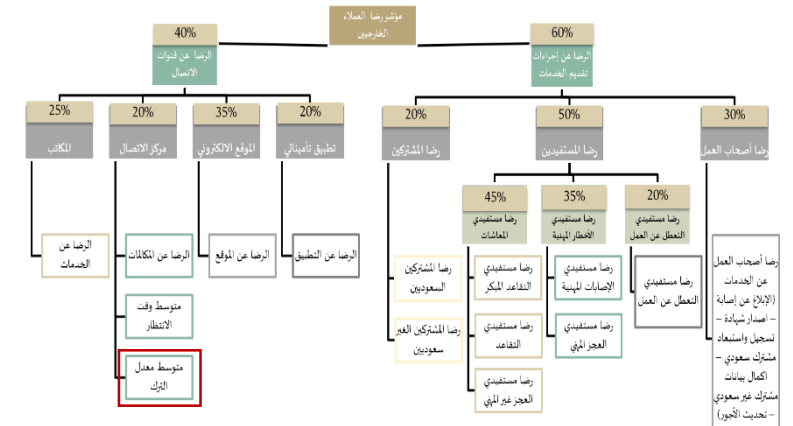 مؤشر رضا العملاء
الخارجيين
60%
الرضا عن إجراءات
تقديم الخدمات
40%
الرضا عن قنوات
الاتصال
30%
رضا أصحاب العمل
50%
رضا المستفيدين
20%
رضا المشتركين
20%
تطبيق تأميناتي
35%
الموقع الالكتروني
20%
مركز الاتصال
25%
المكاتب
20%
رضا مستفيدي
التعطل عن العمل
35%
رضا مستفيدي
الأخطار المهنية
45%
رضا مستفيدي
المعاشات
رضا أصحاب العمل
عن الخدمات
(الإبلاغ عن إصابة
– اصدار شهادة –
تسجيل واستبعاد
مشترك سعودي –
اكمال بيانات
مشترك غير سعودي
– تحديث الأجور)
رضا مستفيدي
التعطل عن العمل
رضا مستفيدي
الإصابات المهنية
رضا مستفيدي
العجز المهني
رضا مستفيدي
التقاعد المبكر
رضا مستفيدي
التقاعد
رضا مستفيدي
العجز غير المهني
رضا المشتركين
السعوديين
رضا المشتركين الغير
سعوديين
الرضا عن التطبيق
الرضا عن الموقع
الرضا عن المكالمات
متوسط وقت
الانتظار
متوسط معدل
الترك
الرضا عن
الخدمات